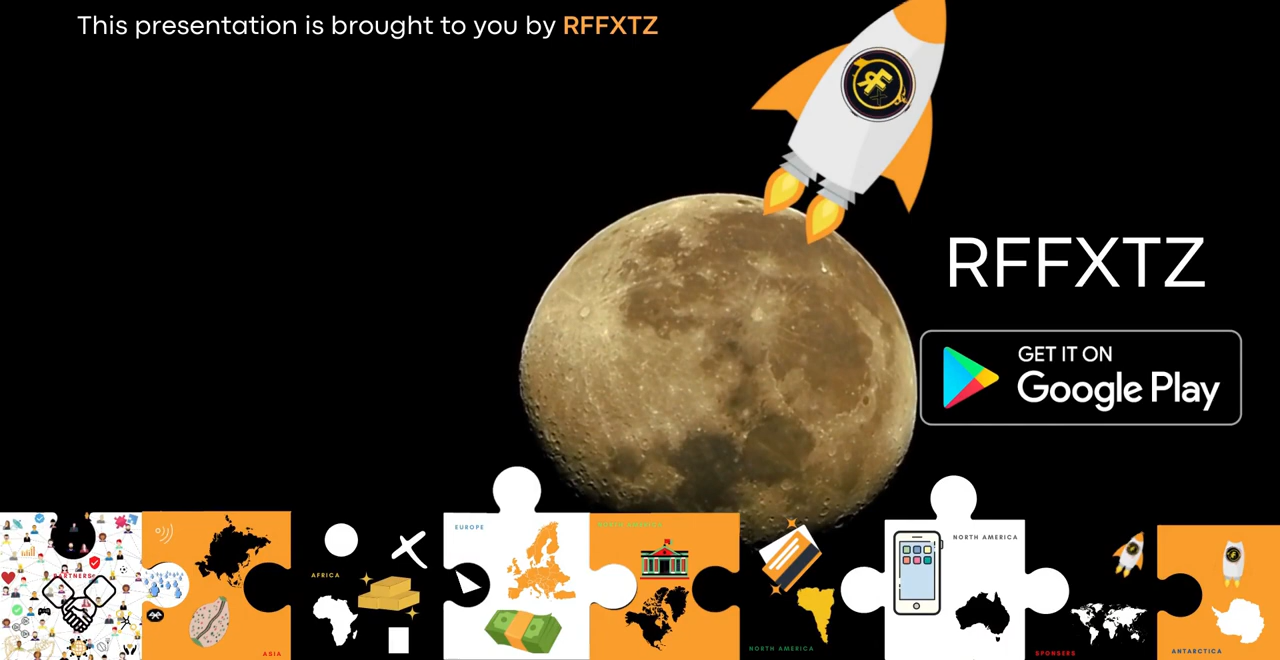 This presentation is brought to you by RFFXTZ
RFFXTZ
GET IT ON
Google Play
PARTNERS
ASIA
AFRICA
EUROPE
NORTH AMERICA
NORTH AMERICA
NORTH AMERICA
SPONSERS
ANTARCTICA